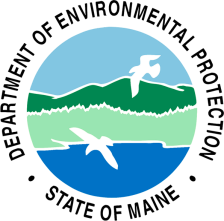 DEPARTMENT OF ENVIRONMENTAL PROTECTION
• STATE OF MAINE •